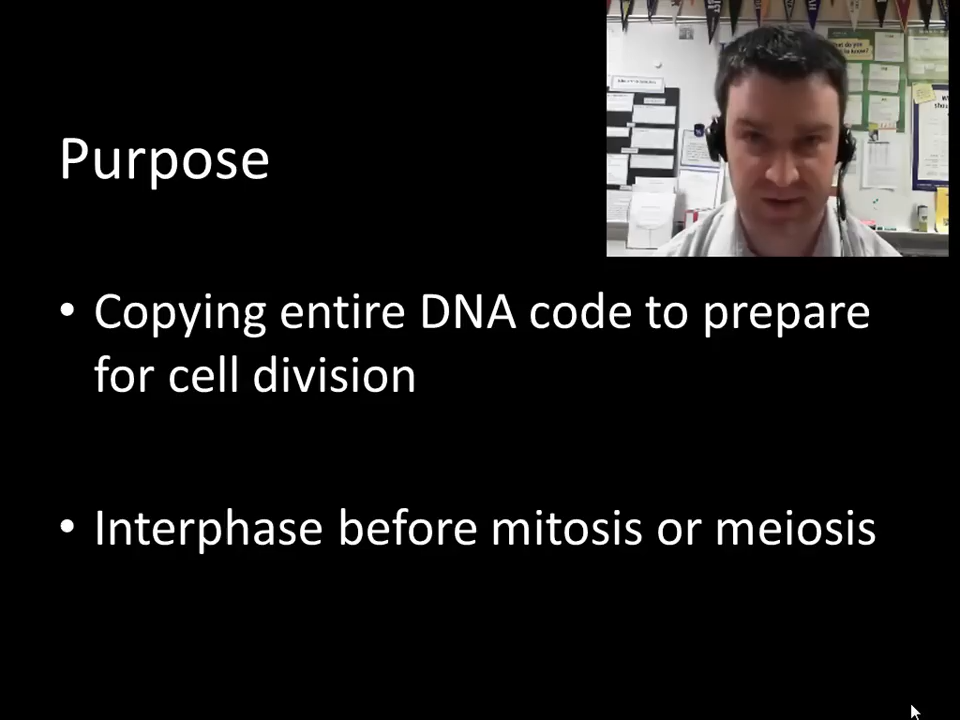 Purpose
• Copying entire DNA code to prepare
for cell division
• Interphase before mitosis or meiosis